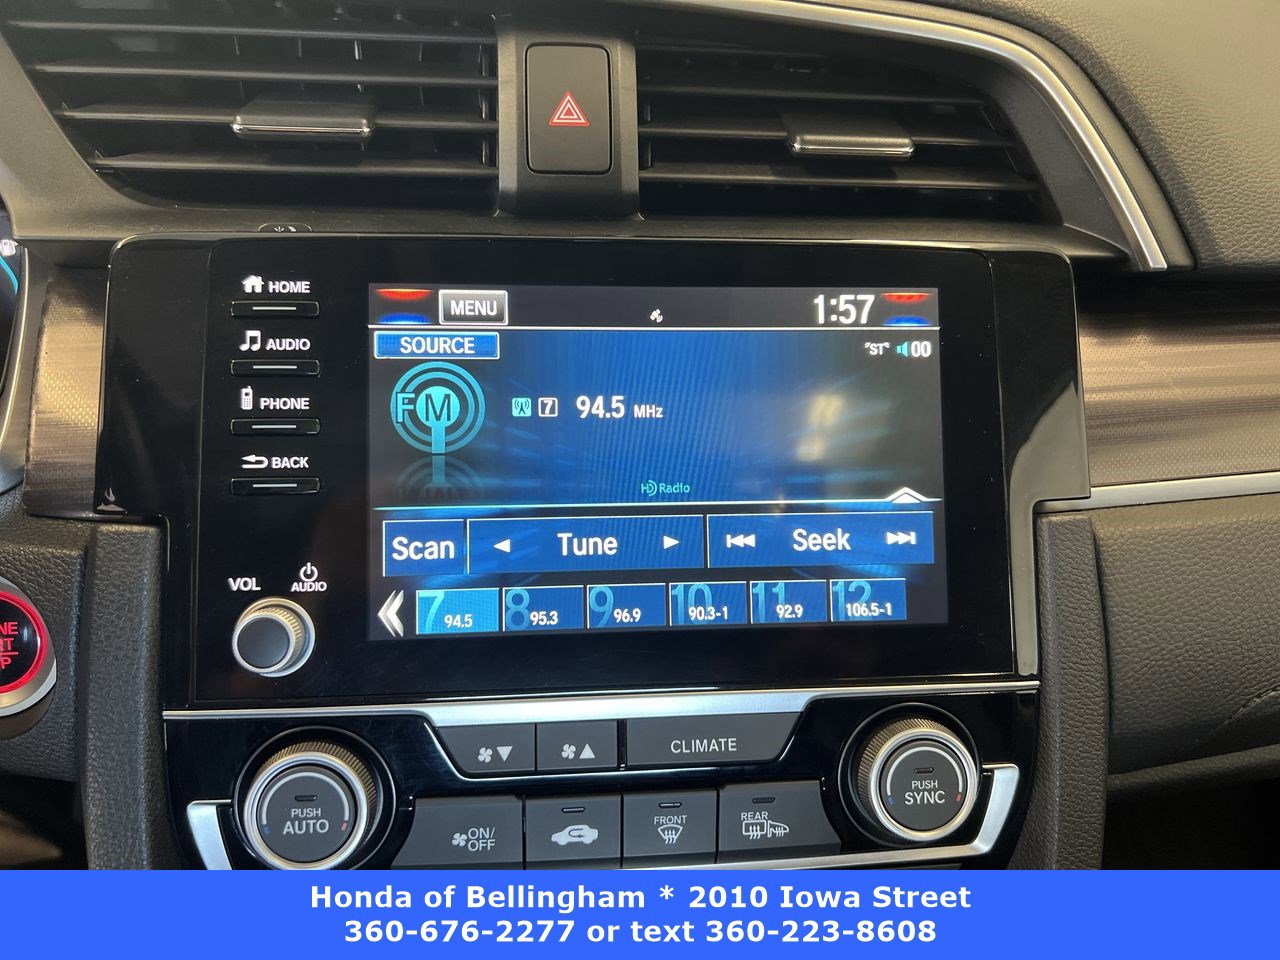 HOME
MENU
1:57
AUDIO
SOURCE
"ST" 00
FM
7 94.5 MHz
PHONE
BACK
HD Radio
Scan Tune Seek
VOL AUDIO
7 94.5 8 95.3 9 96.9 10 90.3-1 11 92.9 12 106.5-1
CLIMATE
PUSH
AUTO
ON/
OFF
FRONT
REAR
PUSH
SYNC
Honda of Bellingham * 2010 Iowa Street
360-676-2277 or text 360-223-8608